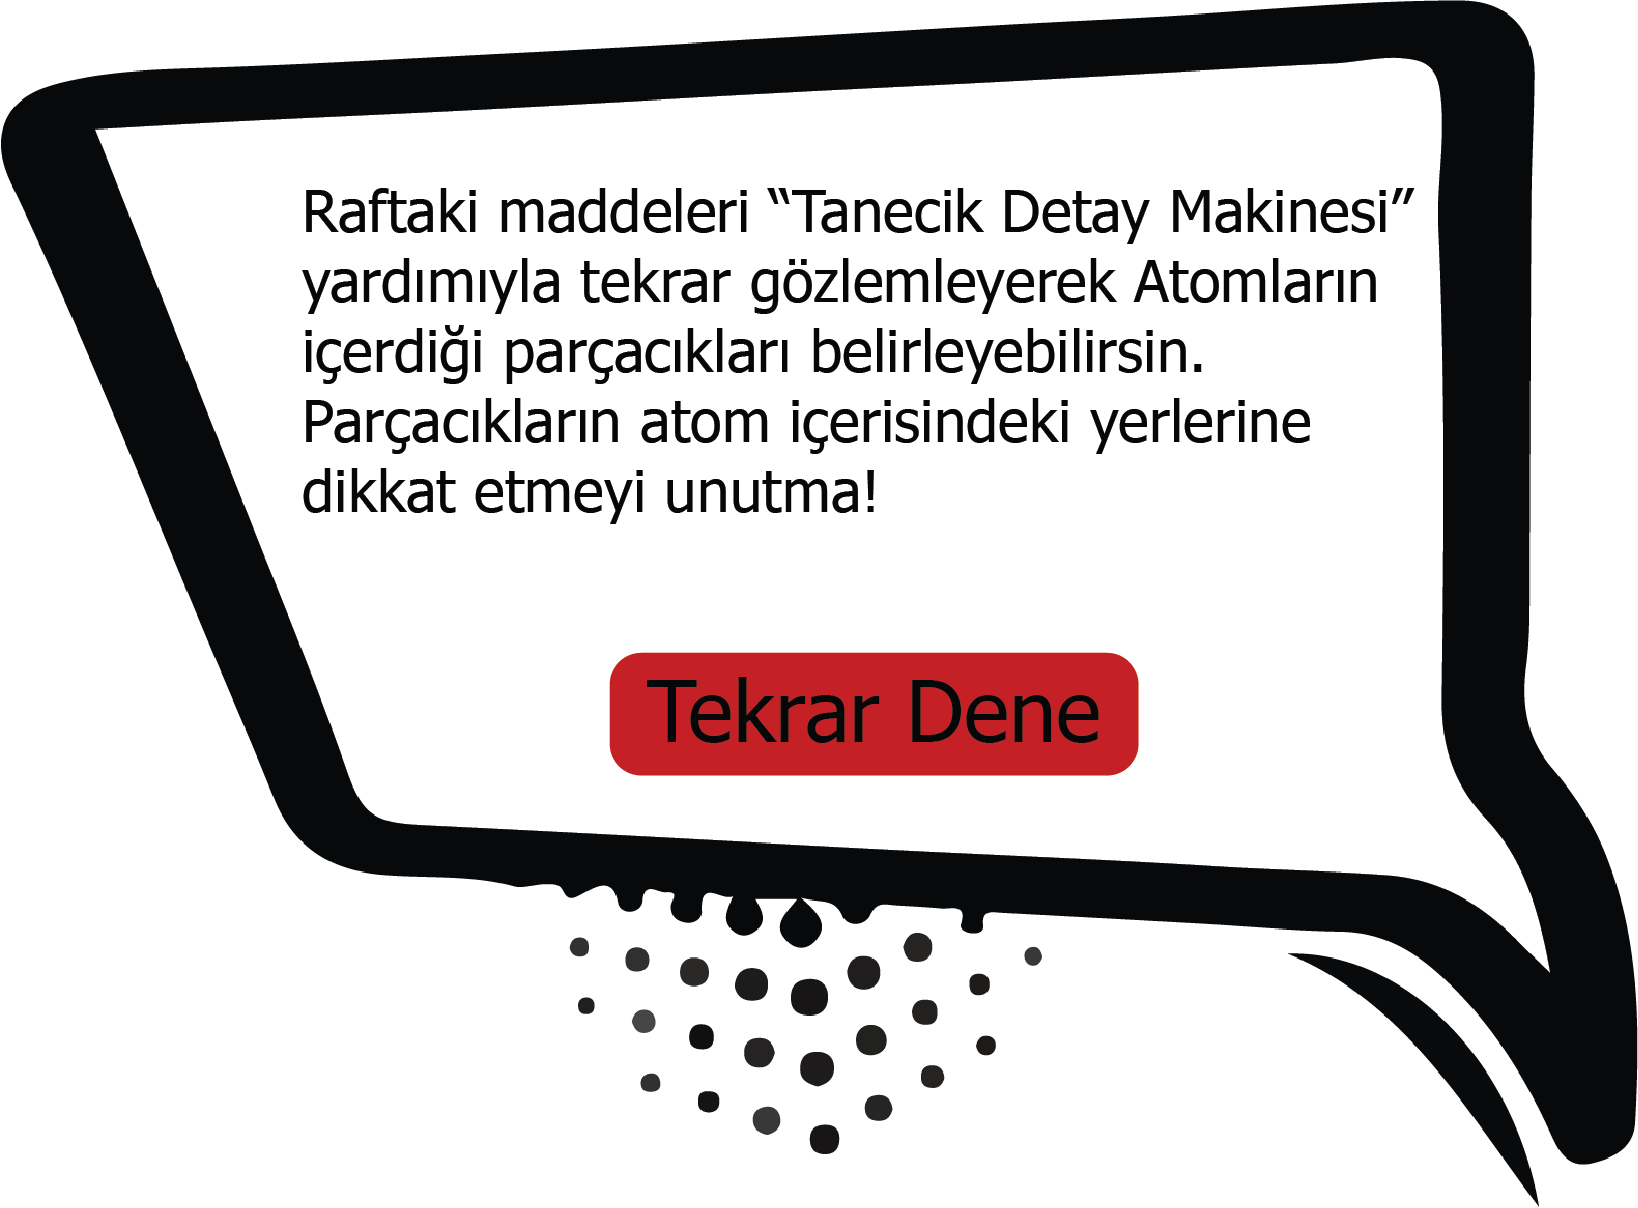 Raftaki maddeleri “Tanecik Detay Makinesi”
yardımıyla tekrar gözlemleyerek Atomların
içerdiği parçacıkları belirleyebilirsin.
Parçacıkların atom içerisindeki yerlerine
dikkat etmeyi unutma!
Tekrar Dene